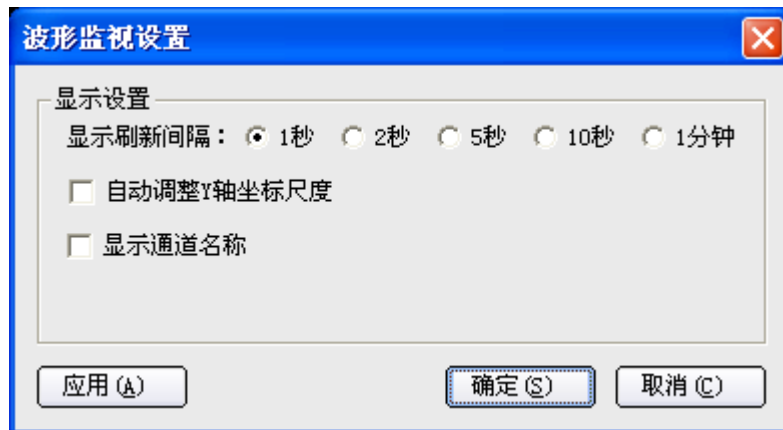 波形监视设置
显示设置
显示刷新间隔： 1秒 2秒 5秒 10秒 1分钟
自动调整Y轴坐标尺度
显示通道名称
应用(A) 确定(S) 取消(C)